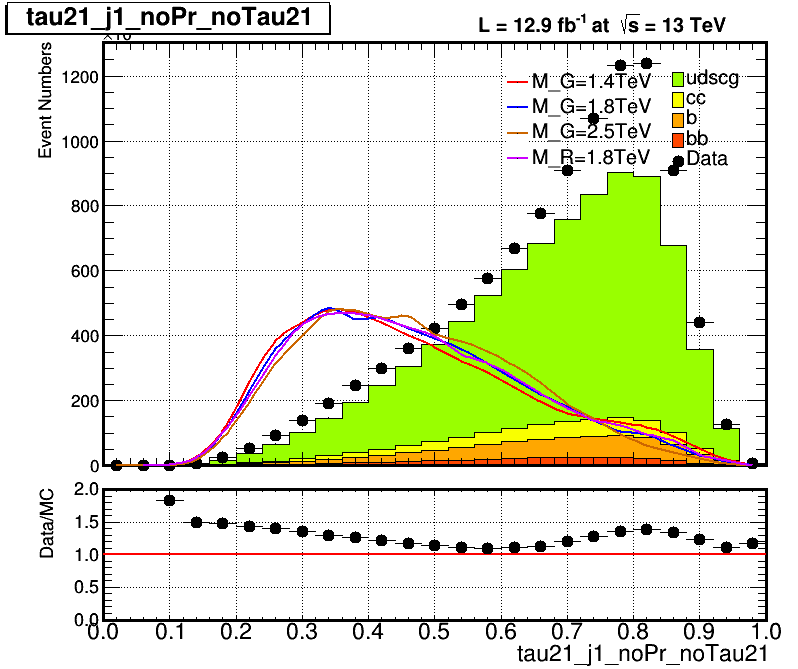 tau21_j1_noPr_noTau21
L = 12.9 fb-1 at √s = 13 TeV
Event Numbers
1200
1000
800
600
400
200
0
M_G=1.4TeV
M_G=1.8TeV
M_G=2.5TeV
M_R=1.8TeV
udscg
cc
b
bb
Data
Data/MC
2.0
1.5
1.0
0.5
0.0
0.0 0.1 0.2 0.3 0.4 0.5 0.6 0.7 0.8 0.9 1.0
tau21_j1_noPr_noTau21